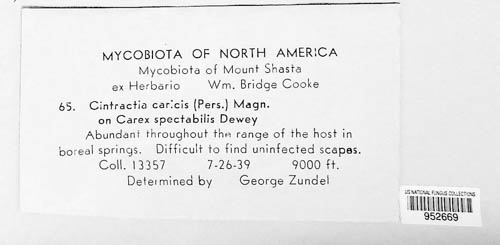 MYCOBIOTA OF NORTH AMERICA
Mycobiota of Mount Shasta
ex Herbario Wm. Bridge Cooke
65. Cintractia caricis (Pers.) Magn.
on Carex spectabilis Dewey
Abundant throughout the range of the host in
boreal springs. Difficult to find uninfected scapes.
Coll. 13357 7-26-39 9000 ft.
Determined by George Zundel
US NATIONAL FUNGUS COLLECTIONS
952669